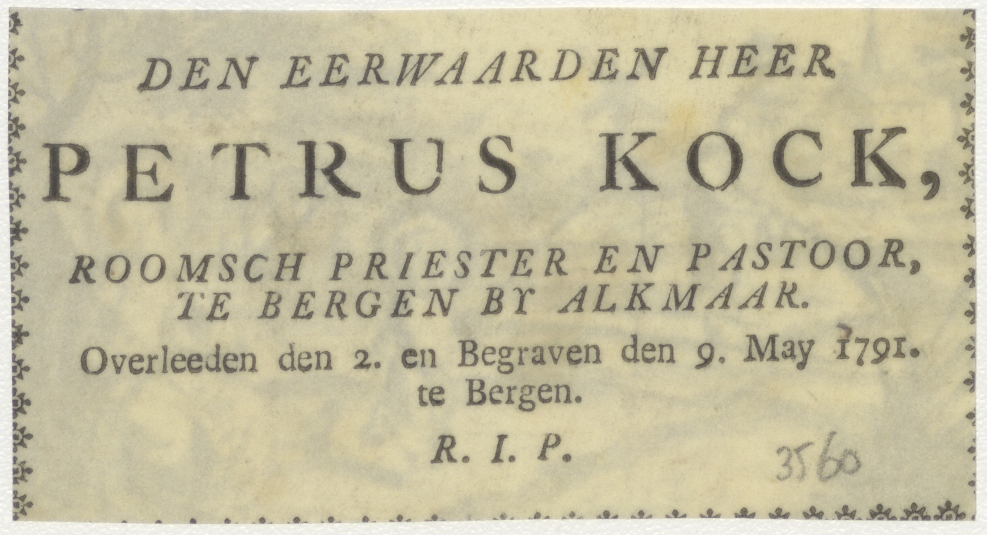 DEN EERWAARDEN HEER
PETRUS KOCK,
ROOMSCH PRIESTER EN PASTOOR,
TE BERGEN BY ALKMAAR.
Overleeden den 2. en Begraven den 9. May 1791.
te Bergen.
R. I. P.
3560